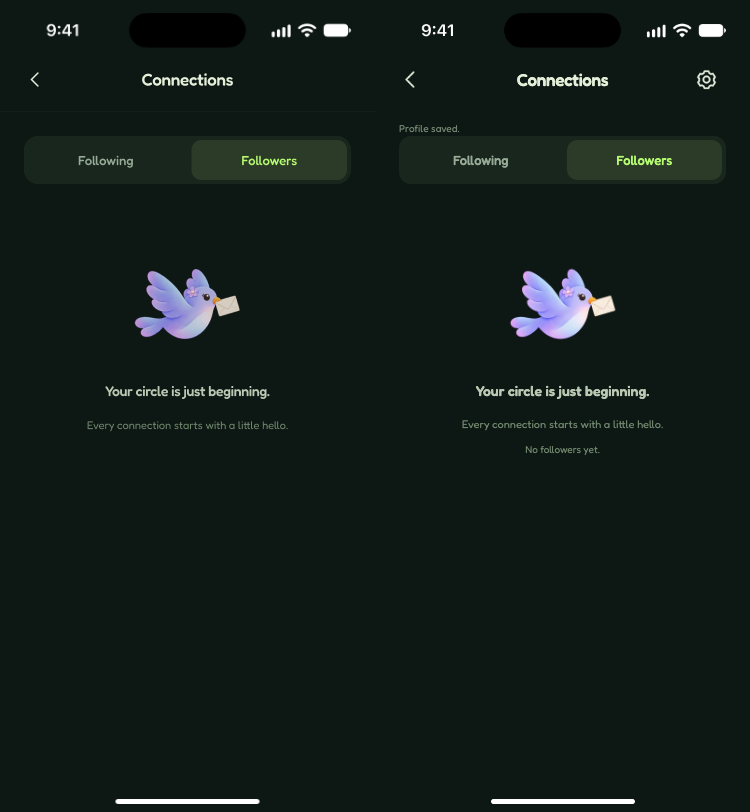 9:41
Connections
Following
Followers
Your circle is just beginning.
Every connection starts with a little hello.
9:41
Connections
Profile saved.
Following
Followers
Your circle is just beginning.
Every connection starts with a little hello.
No followers yet.